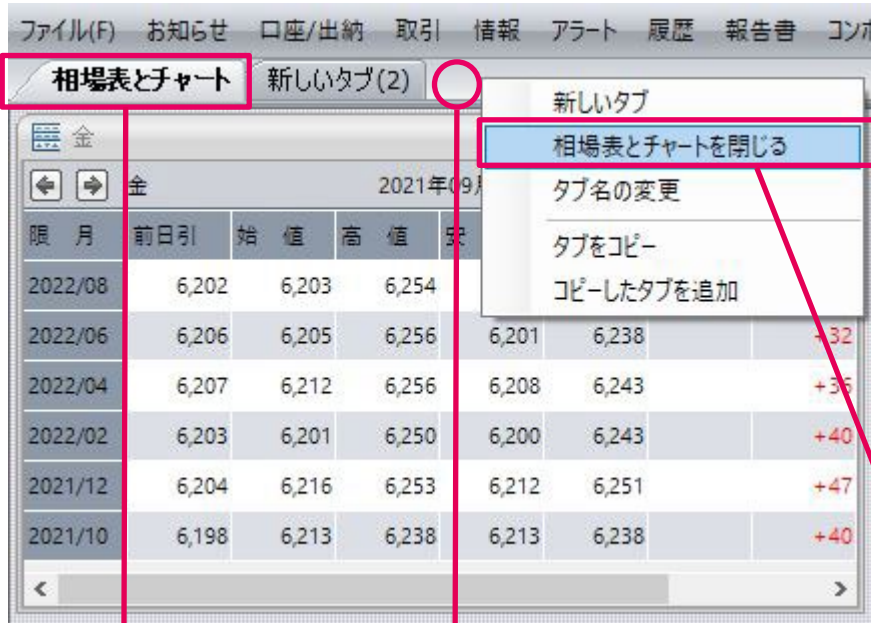 ファイル(F) お知らせ 口座/出納 取引 情報 アラート 履歴 報告書
相場表とチャート 新しいタブ(2)
新しいタブ
相場表とチャートを閉じる
タブ名の変更
タブをコピー
コピーしたタブを追加
金
金 2021年09
限 月 前日引 始 値 高 値 安
2022/08 6,202 6,203 6,254
2022/06 6,206 6,205 6,256 6,201 6,238 +32
2022/04 6,207 6,212 6,256 6,208 6,243 +36
2022/02 6,203 6,201 6,250 6,200 6,243 +40
2021/12 6,204 6,216 6,253 6,212 6,251 +47
2021/10 6,198 6,213 6,238 6,213 6,238 +40